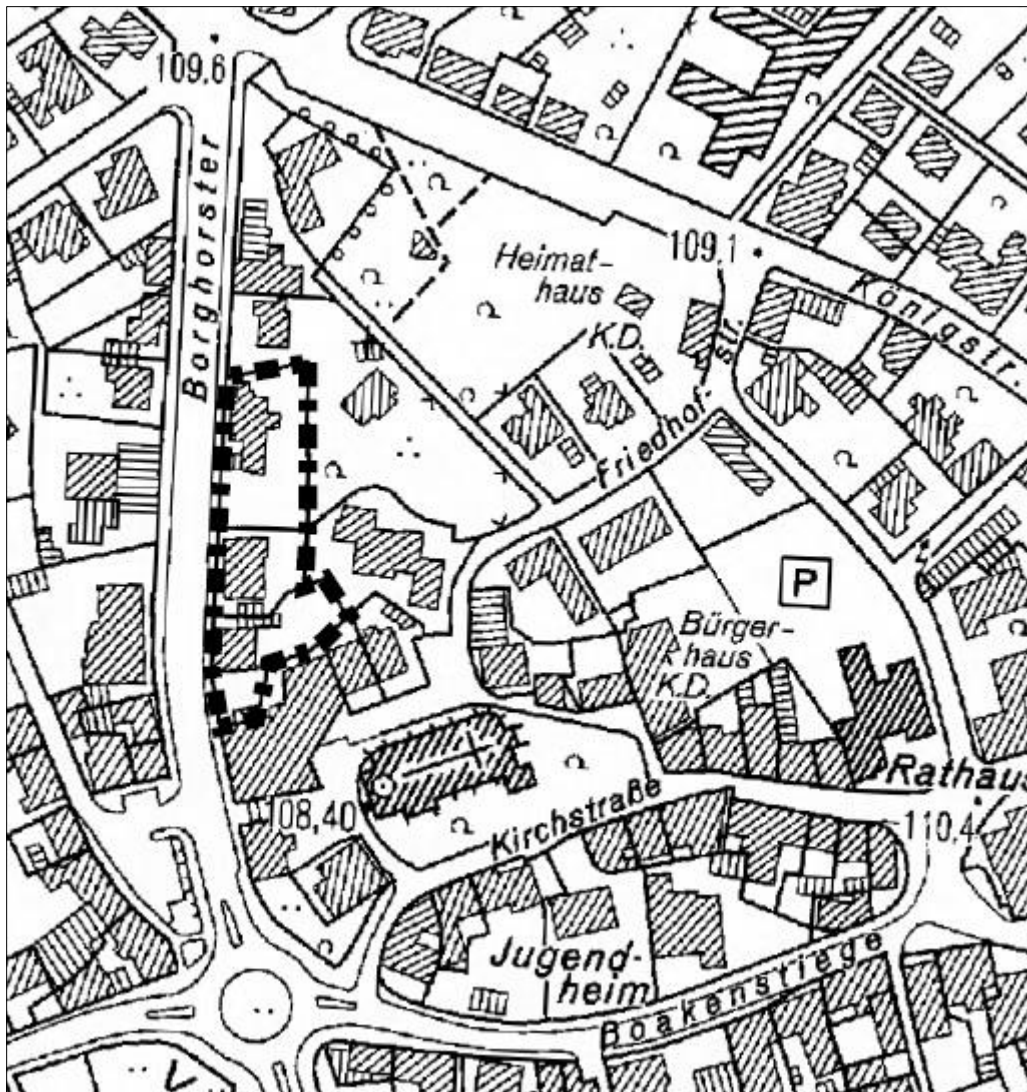 109,6
Borghorster
Heimat-
haus
K.D.
109,1
Königstr.
Friedhof-
str.
P
Bürger-
haus
K.D.
Rathaus
108,40
Kirchstraße
110,4
Jugend-
heim
Boakenstiege